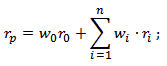 r_p = w_0 r_0 + \sum_{i=1}^{n} w_i \cdot r_i ;